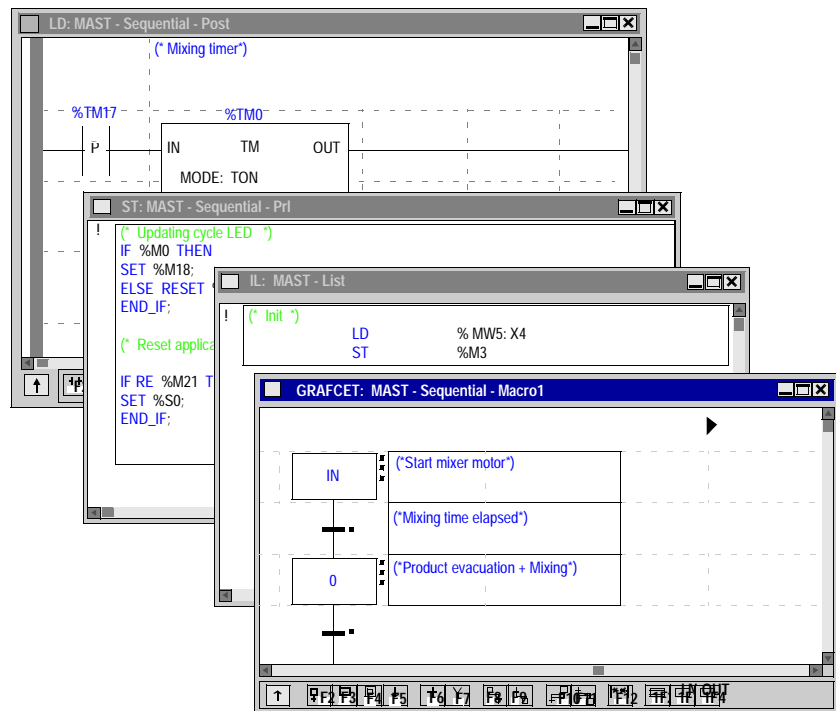 LD: MAST - Sequential - Post
(* Mixing timer*)
%TM17
%TM0
P
IN TM OUT
MODE: TON
ST: MAST - Sequential - Prl
! (* Updating cycle LED *)
IF %M0 THEN
SET %M18;
ELSE RESET
END_IF;
(* Reset applica
IF RE %M21 T
SET %S0;
END_IF;
IL: MAST - List
! (* Init *)
LD % MW5: X4
ST %M3
GRAFCET: MAST - Sequential - Macro1
IN (*Start mixer motor*)
(*Mixing time elapsed*)
0 (*Product evacuation + Mixing*)
F2 F3 F4 F5 F6 F7 F8 F9 F10 F12 IN OUT